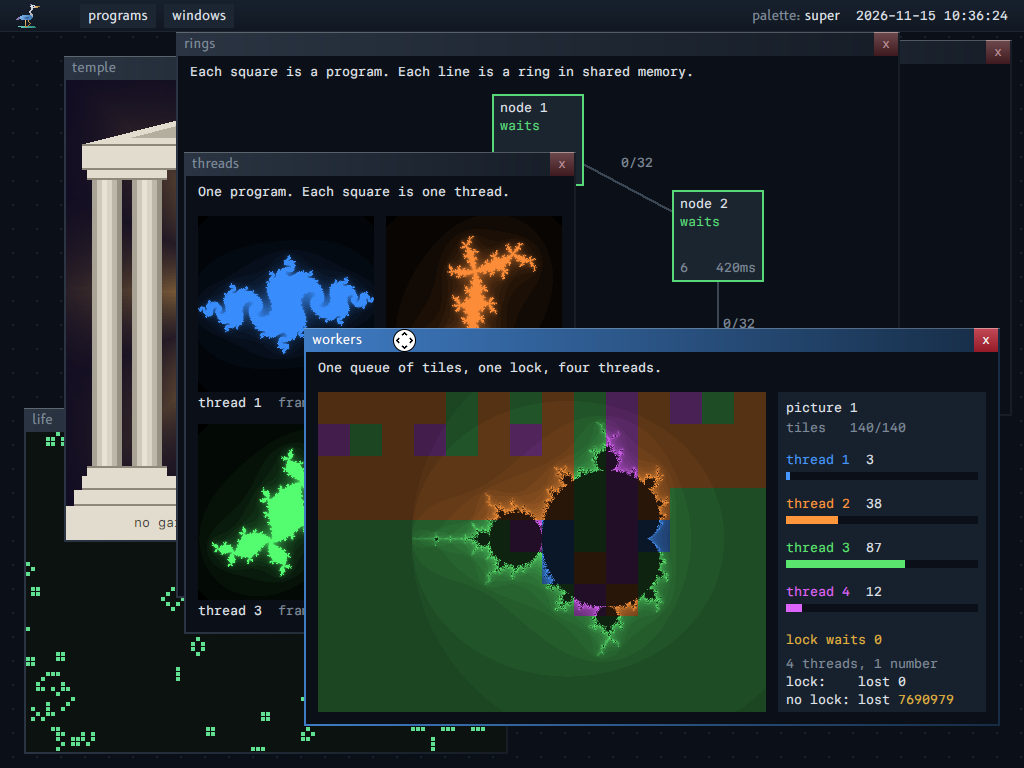 programs windows palette: super 2026-11-15 10:36:24
rings x
x
Each square is a program. Each line is a ring in shared memory.
temple
node 1
waits
0/32
threads x
One program. Each square is one thread.
node 2
waits
6 420ms
0/32
workers x
One queue of tiles, one lock, four threads.
thread 1
life
picture 1
tiles 140/140
thread 1 3
thread 2 38
thread 3 87
thread 4 12
lock waits 0
4 threads, 1 number
lock: lost 0
no lock: lost 7690979
no
thread 3